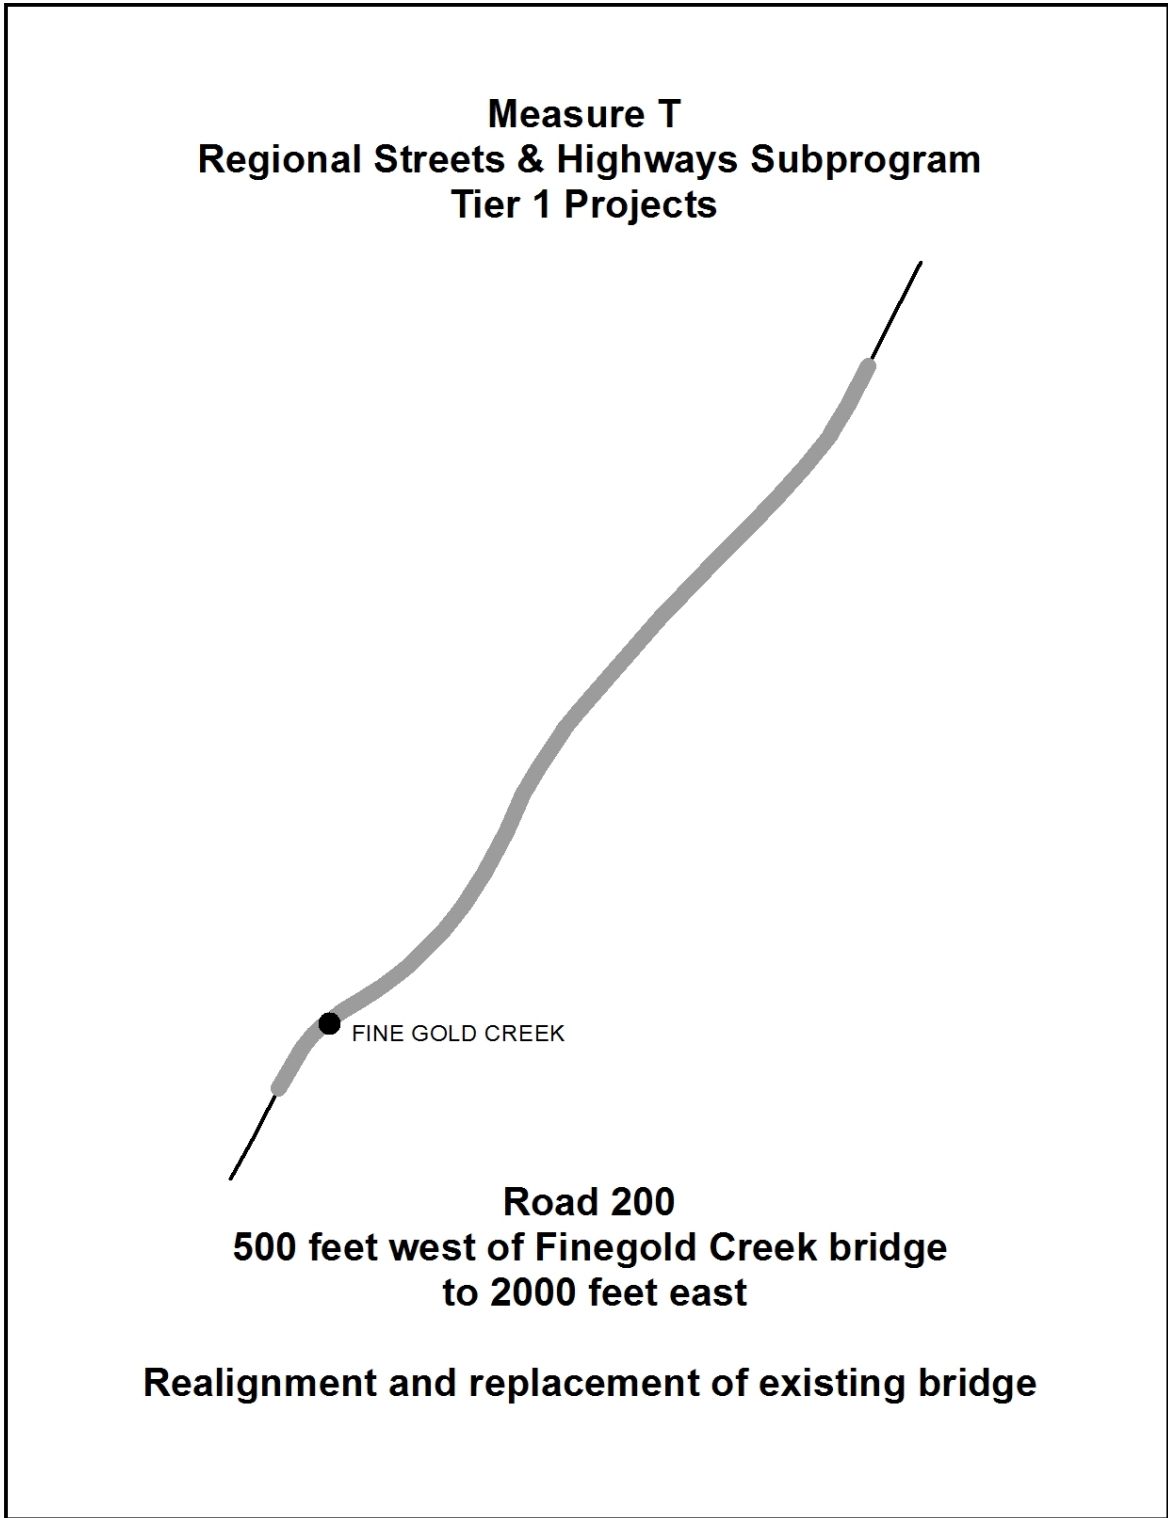 Measure T
Regional Streets & Highways Subprogram
Tier 1 Projects
FINE GOLD CREEK
Road 200
500 feet west of Finegold Creek bridge
to 2000 feet east
Realignment and replacement of existing bridge